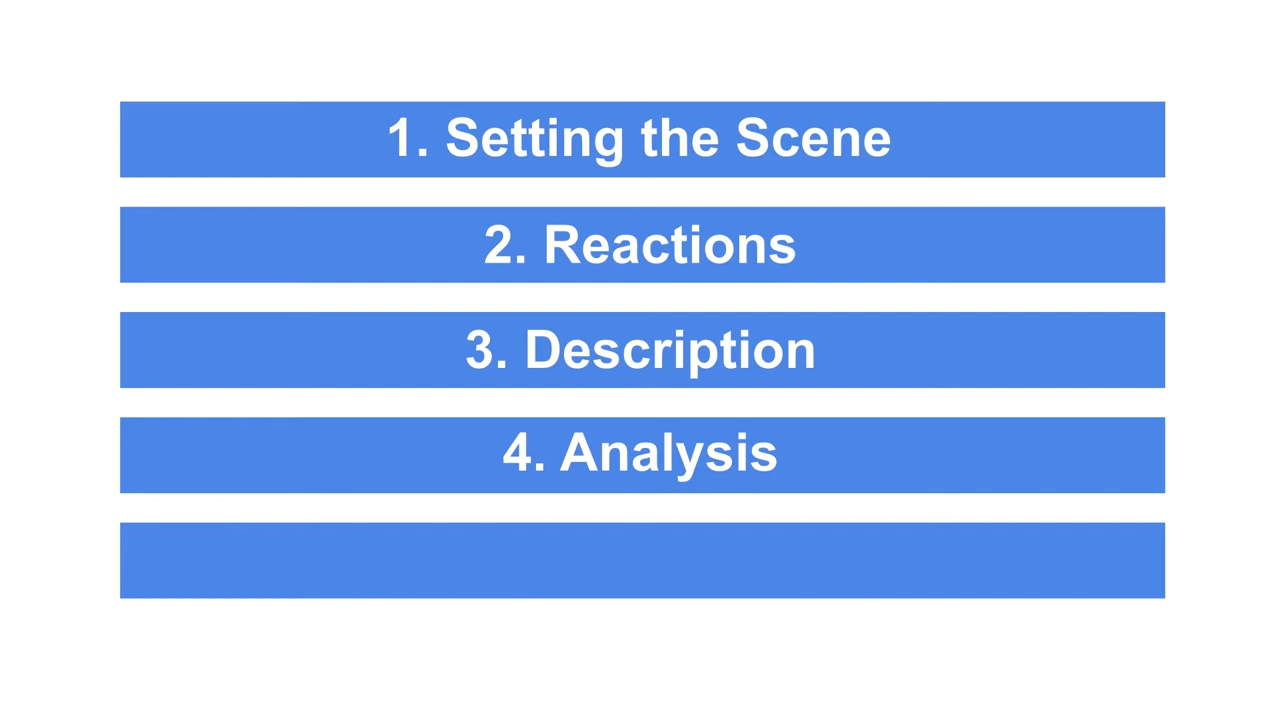 1. Setting the Scene
2. Reactions
3. Description
4. Analysis